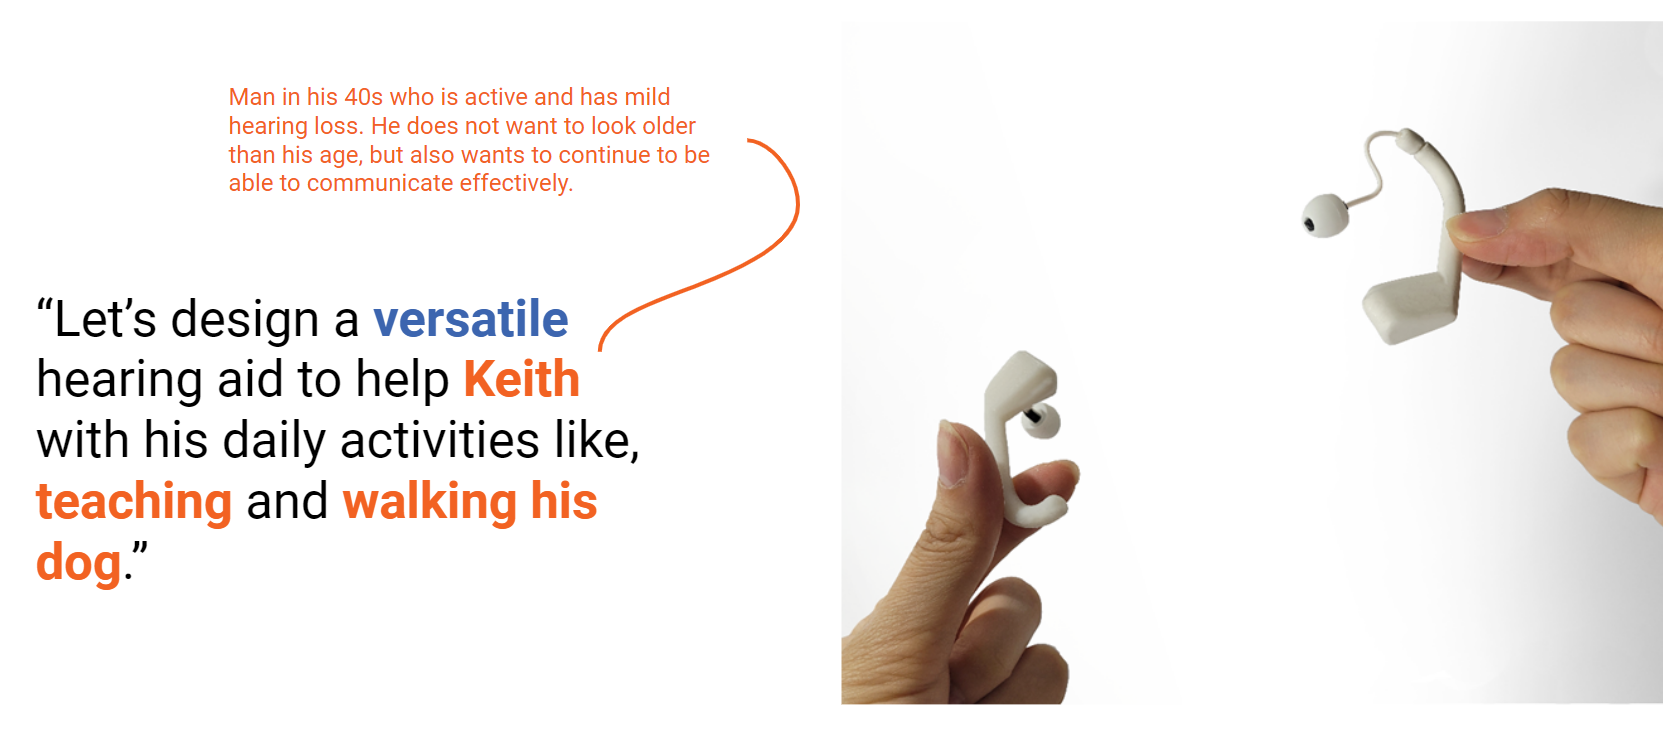 Man in his 40s who is active and has mild
hearing loss. He does not want to look older
than his age, but also wants to continue to be
able to communicate effectively.
“Let’s design a versatile
hearing aid to help Keith
with his daily activities like,
teaching and walking his
dog.”